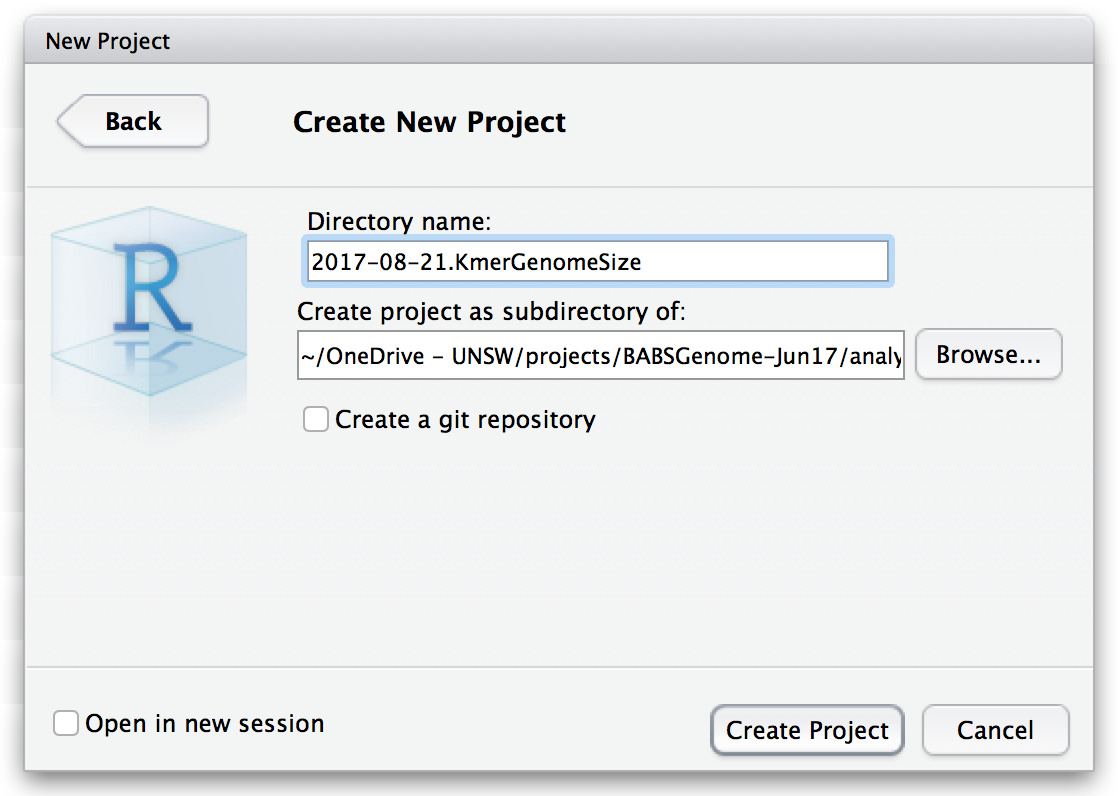 New Project
Back
Create New Project
R
Directory name:
2017-08-21.KmerGenomeSize
Create project as subdirectory of:
~/OneDrive - UNSW/projects/BABSGenome-Jun17/analy
Browse...
Create a git repository
Open in new session
Create Project
Cancel